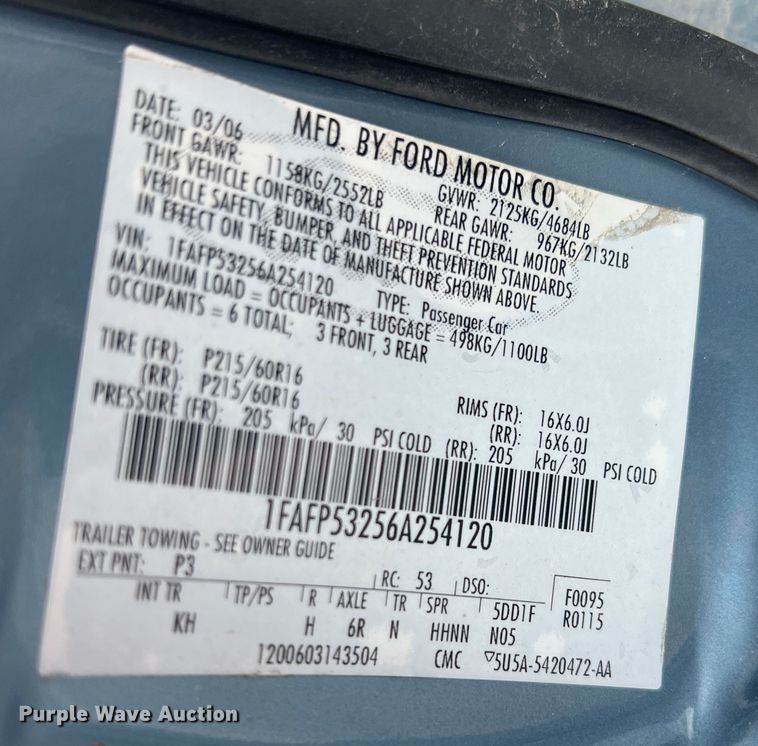 MFD. BY FORD MOTOR CO.
DATE: 03/06 GVWR: 2125KG/4684LB
FRONT GAWR: 1158KG/2552LB REAR GAWR: 967KG/2132LB
THIS VEHICLE CONFORMS TO ALL APPLICABLE FEDERAL MOTOR
VEHICLE SAFETY, BUMPER, AND THEFT PREVENTION STANDARDS
IN EFFECT ON THE DATE OF MANUFACTURE SHOWN ABOVE.
VIN: 1FAFP53256A254120 TYPE: Passenger Car
MAXIMUM LOAD = OCCUPANTS + LUGGAGE = 498KG/1100LB
OCCUPANTS = 6 TOTAL; 3 FRONT, 3 REAR
TIRE (FR): P215/60R16 RIMS (FR): 16X6.0J
(RR): P215/60R16 (RR): 16X6.0J
PRESSURE (FR): 205 kPa/ 30 PSI COLD (RR): 205 kPa/ 30 PSI COLD
1FAFP53256A254120
TRAILER TOWING - SEE OWNER GUIDE
EXT PNT: P3 RC: 53 DSO: F0095
INT TR TP/PS R AXLE TR SPR 5DD1F R0115
KH H 6R N HHNN N05
1200603143504 CMC ▽5U5A-5420472-AA
Purple Wave Auction